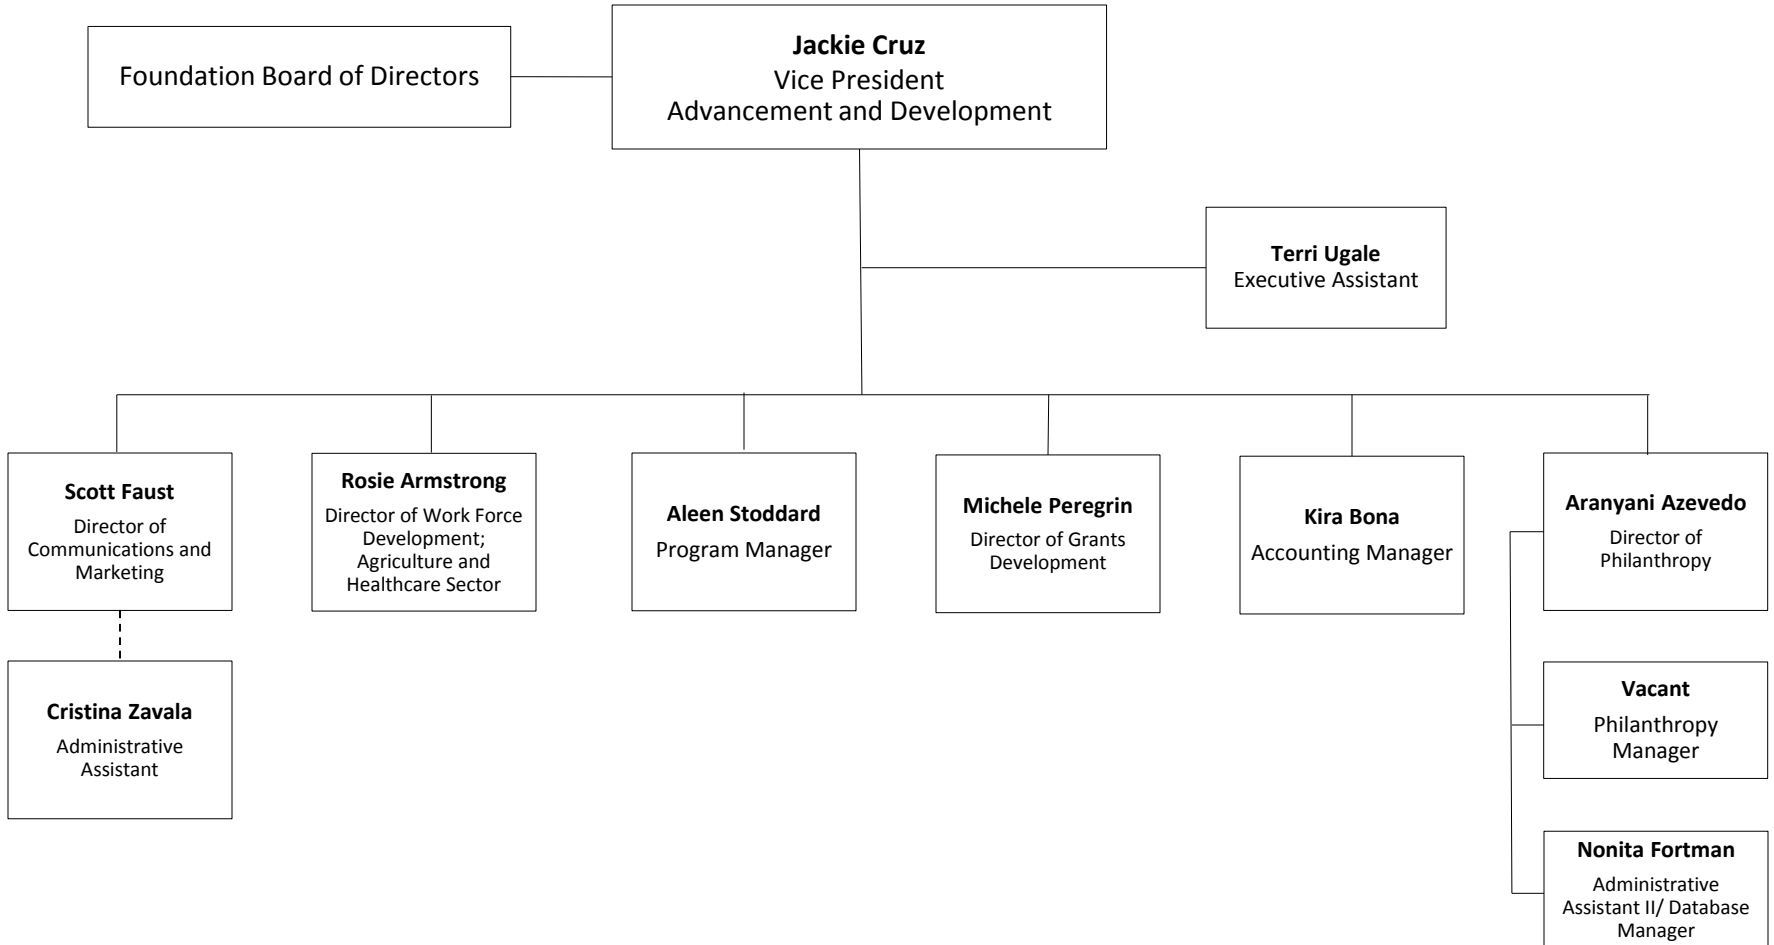 Foundation Board of Directors
Jackie Cruz
Vice President
Advancement and Development
Terri Ugale
Executive Assistant
Scott Faust
Director of
Communications and
Marketing
Rosie Armstrong
Director of Work Force
Development;
Agriculture and
Healthcare Sector
Aleen Stoddard
Program Manager
Michele Peregrin
Director of Grants
Development
Kira Bona
Accounting Manager
Aranyani Azevedo
Director of
Philanthropy
Cristina Zavala
Administrative
Assistant
Vacant
Philanthropy
Manager
Nonita Fortman
Administrative
Assistant II/ Database
Manager